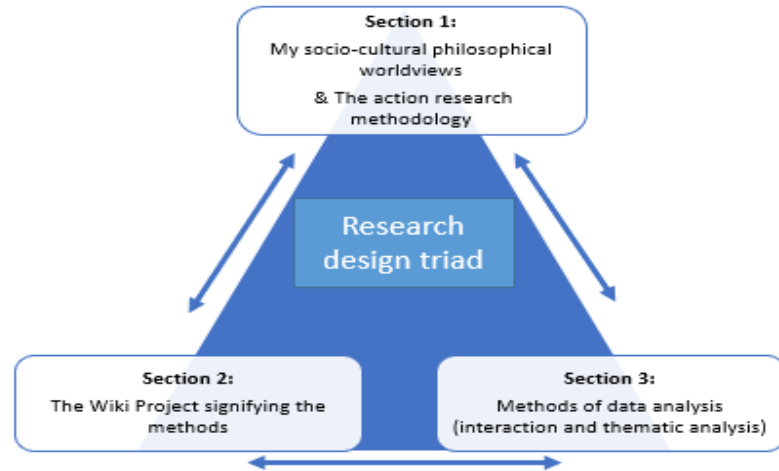 Section 1:
My socio-cultural philosophical
worldviews
& The action research
methodology
Research
design triad
Section 2:
The Wiki Project signifying the
methods
Section 3:
Methods of data analysis
(interaction and thematic analysis)